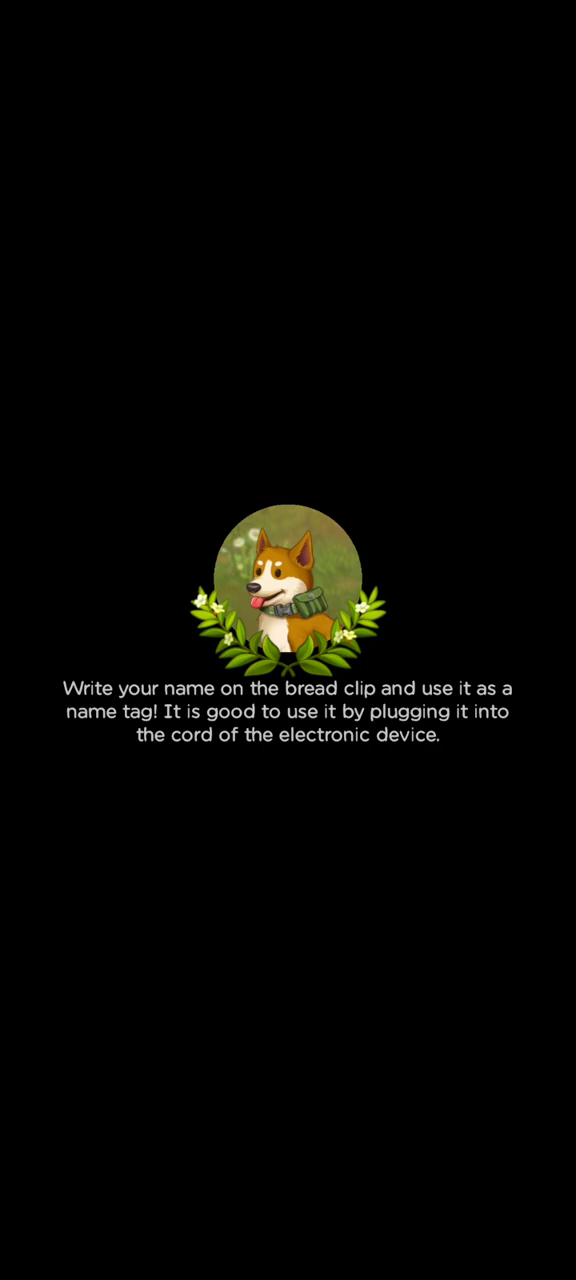 Write your name on the bread clip and use it as a
name tag! It is good to use it by plugging it into
the cord of the electronic device.